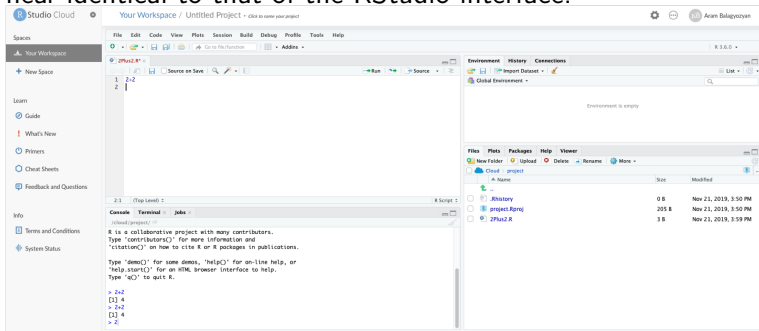 near identical to that of the RStudio interface.
R Studio Cloud
Your Workspace / Untitled Project – Click to name your project
Aram Balagyozyan
Spaces
Your Workspace
+ New Space
Learn
Guide
! What's New
Primers
Cheat Sheets
Feedback and Questions
Info
Terms and Conditions
System Status
File Edit Code View Plots Session Build Debug Profile Tools Help
Go to file/function
Addins
R 3.6.0
2Plus2.R*
Source on Save
Run
Source
1 2+2
2
2:1 (Top Level)
R Script
Console Terminal Jobs
/cloud/project/
R is a collaborative project with many contributors.
Type 'contributors()' for more information and
'citation()' on how to cite R or R packages in publications.
Type 'demo()' for some demos, 'help()' for on-line help, or
'help.start()' for an HTML browser interface to help.
Type 'q()' to quit R.
> 2+2
[1] 4
> 2+2
[1] 4
> 2
Environment History Connections
Import Dataset
List
Global Environment
Environment is empty
Files Plots Packages Help Viewer
New Folder Upload Delete Rename More
Cloud project
Name Size Modified
..
.Rhistory 0 B Nov 21, 2019, 3:50 PM
project.Rproj 205 B Nov 21, 2019, 3:50 PM
2Plus2.R 3 B Nov 21, 2019, 3:59 PM